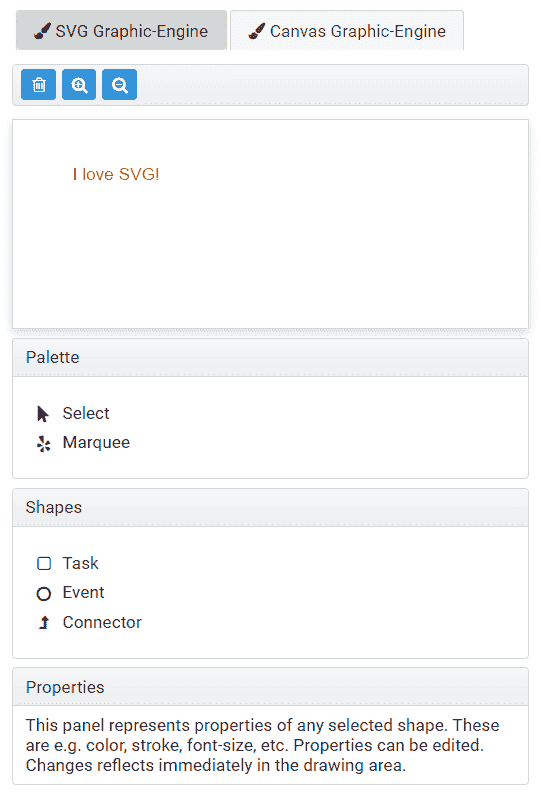 SVG Graphic-Engine
Canvas Graphic-Engine
I love SVG!
Palette
Select
Marquee
Shapes
Task
Event
Connector
Properties
This panel represents properties of any selected shape. These
are e.g. color, stroke, font-size, etc. Properties can be edited.
Changes reflects immediately in the drawing area.